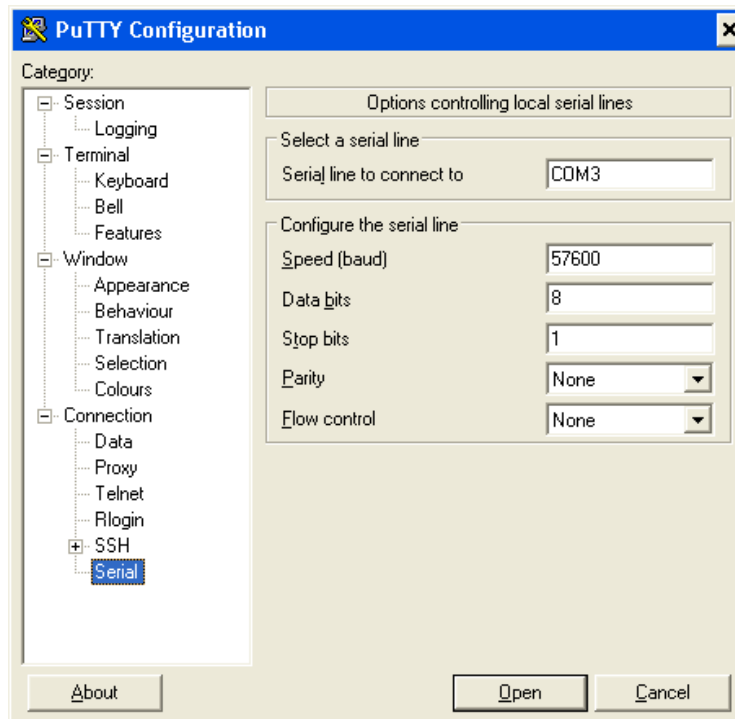 PuTTY Configuration
Category:
Session
Logging
Terminal
Keyboard
Bell
Features
Window
Appearance
Behaviour
Translation
Selection
Colours
Connection
Data
Proxy
Telnet
Rlogin
SSH
Serial
Options controlling local serial lines
Select a serial line
Serial line to connect to COM3
Configure the serial line
Speed (baud) 57600
Data bits 8
Stop bits 1
Parity None
Flow control None
About Open Cancel